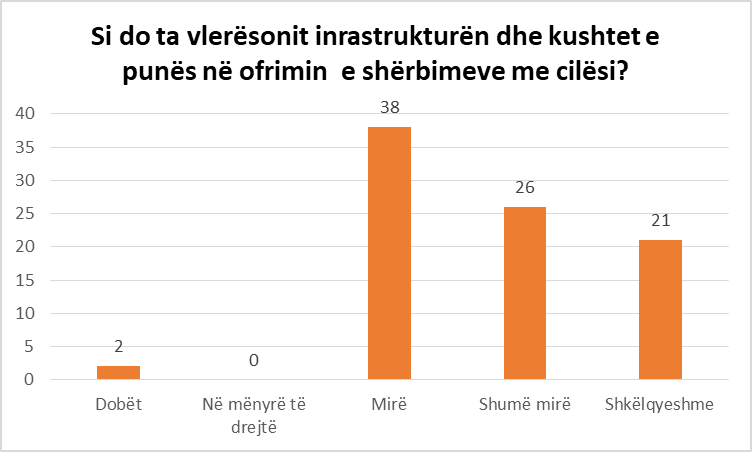 Si do ta vlerësonit inrastrukturën dhe kushtet e
punës në ofrimin  e shërbimeve me cilësi?
40
35
30
25
20
15
10
5
0
2
0
38
26
21
Dobët
Në mënyrë të
drejtë
Mirë
Shumë mirë
Shkëlqyeshme